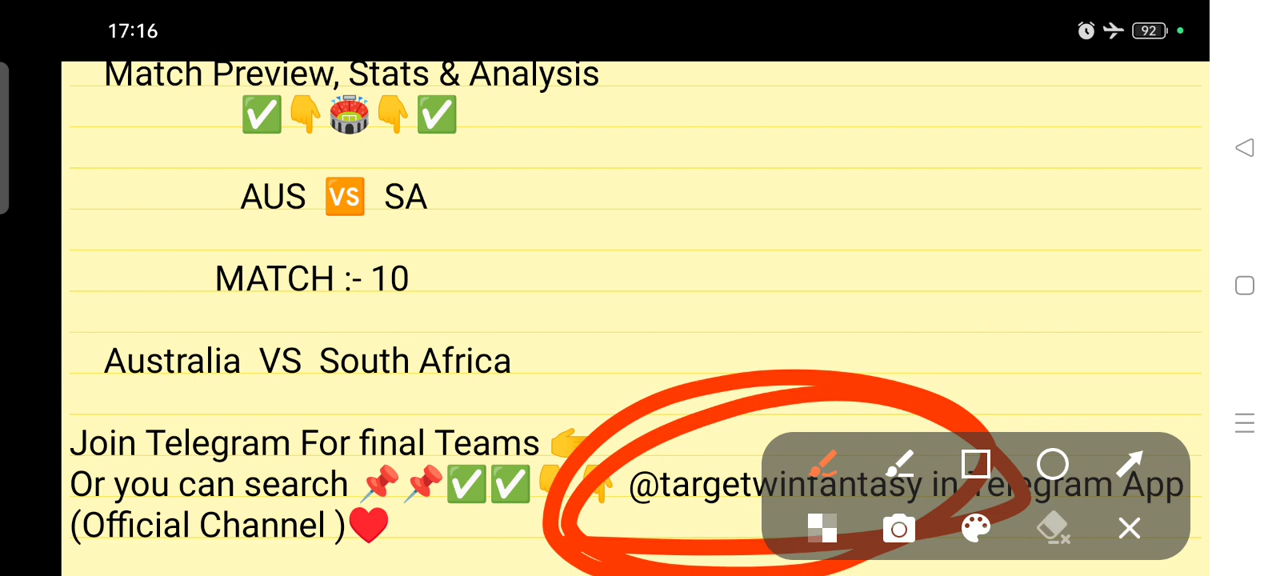 17:16
92
Match Preview, Stats & Analysis
✅👇🏟️👇✅
AUS 🆚 SA
MATCH :- 10
Australia VS South Africa
Join Telegram For final Teams 👉
Or you can search 📌📌✅✅👇👇 @targetwinfantasy in Telegram App
(Official Channel )❤️